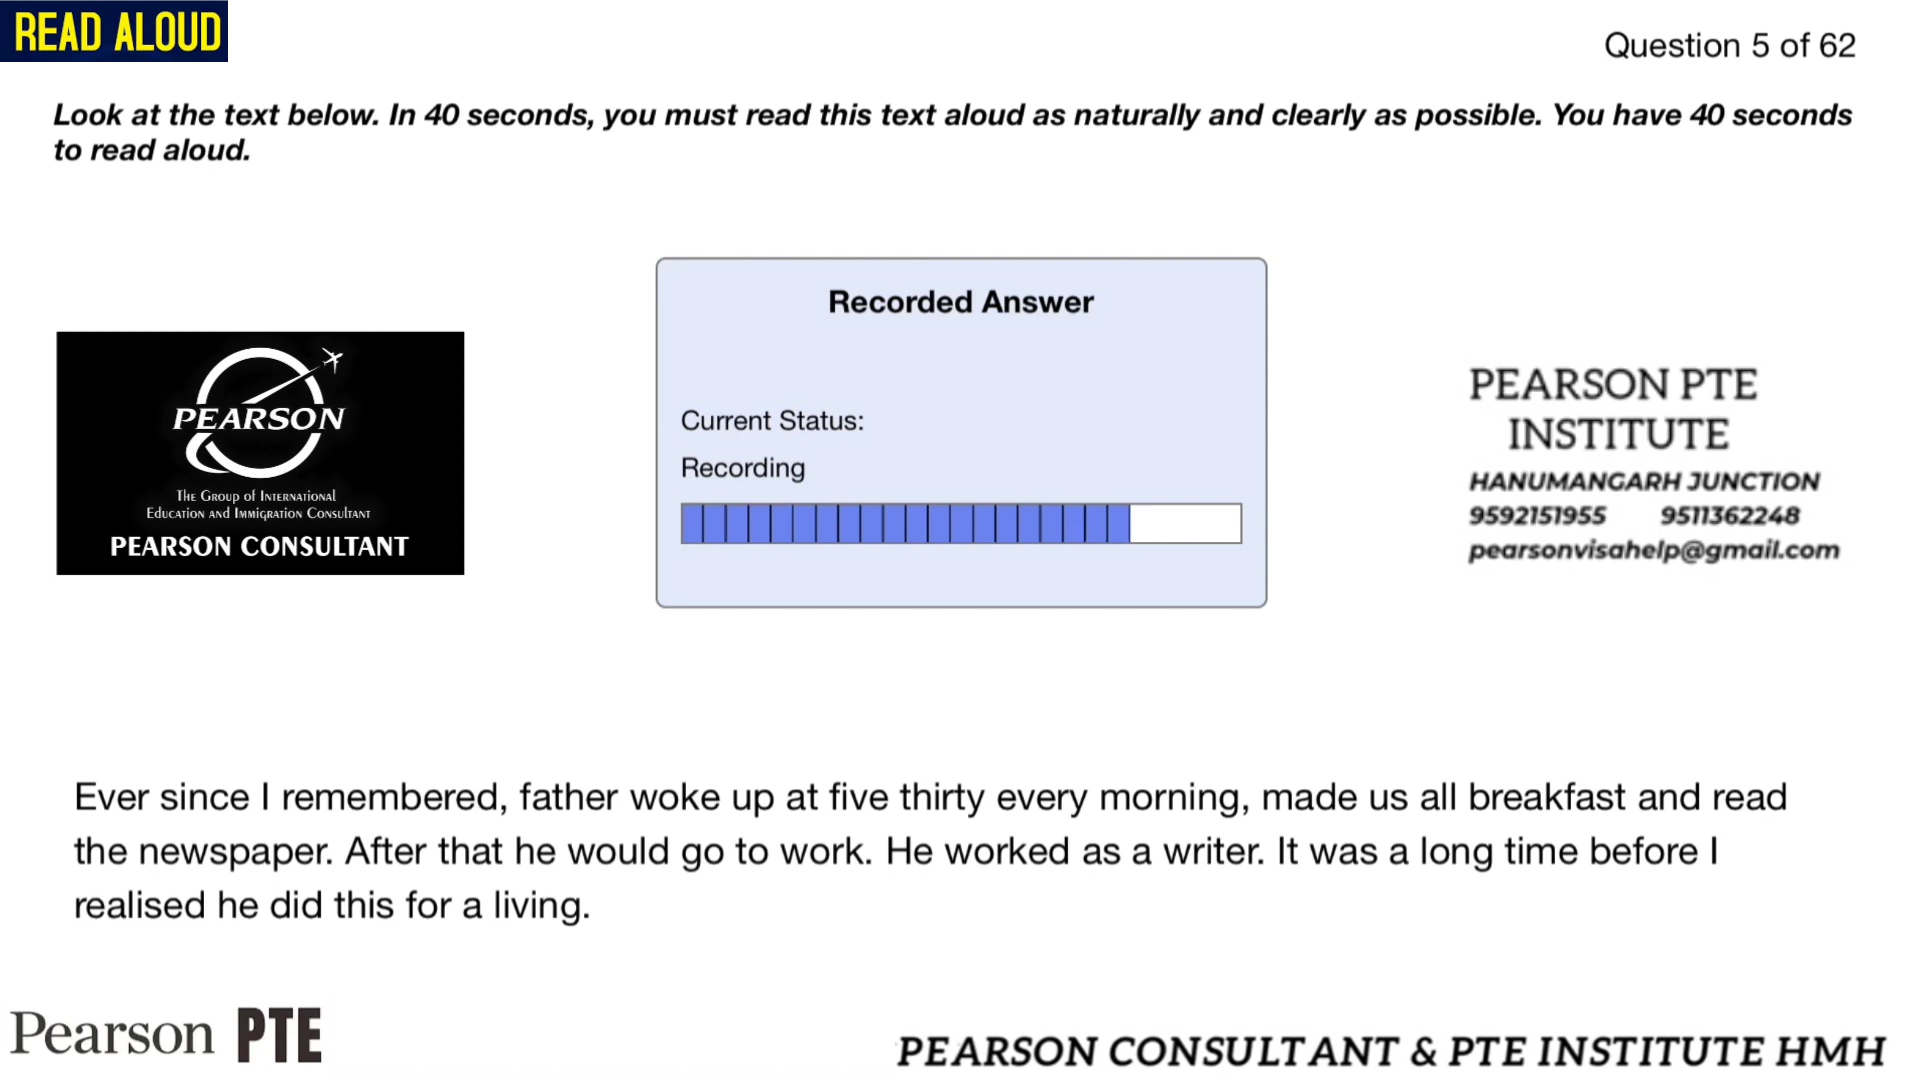 READ ALOUD
Question 5 of 62
Look at the text below. In 40 seconds, you must read this text aloud as naturally and clearly as possible. You have 40 seconds
to read aloud.
Recorded Answer
Current Status:
Recording
PEARSON
The Group of International
Education and Immigration Consultant
PEARSON CONSULTANT
PEARSON PTE
INSTITUTE
HANUMANGARH JUNCTION
9592151955 9511362248
pearsonvisahelp@gmail.com
Ever since I remembered, father woke up at five thirty every morning, made us all breakfast and read
the newspaper. After that he would go to work. He worked as a writer. It was a long time before I
realised he did this for a living.
Pearson PTE
PEARSON CONSULTANT & PTE INSTITUTE HMH